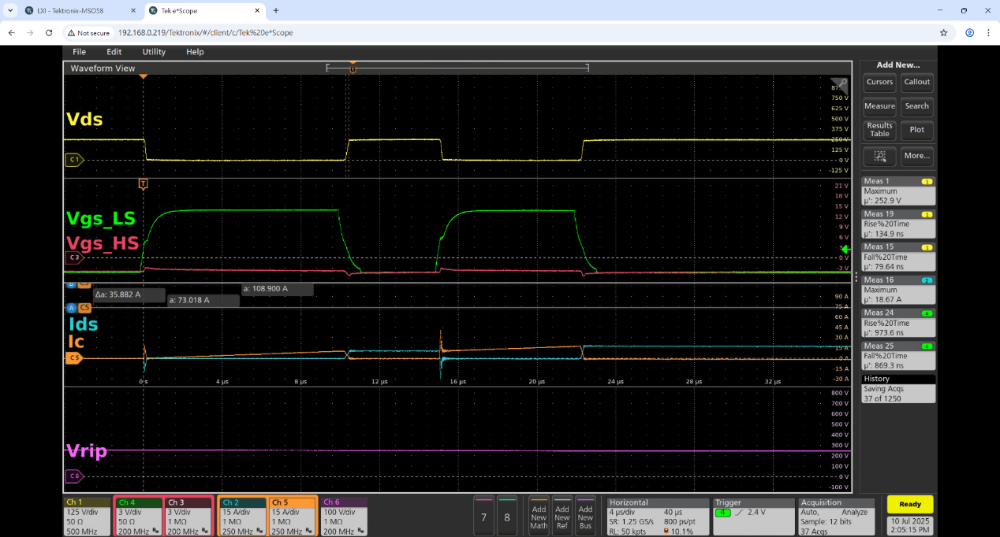 LXI - Tektronix-MSO58
Tek e*Scope
Not secure
192.168.0.219/Tektronix/#/client/c/Tek%20e*Scope
File Edit Utility Help
Waveform View
Vds
C 1
750 V
625 V
500 V
375 V
250 V
125 V
0 V
-125 V
T
Vgs_LS
Vgs_HS
C 3
21 V
18 V
15 V
12 V
9 V
6 V
0 V
-3 V
Δa: 35.882 A
a: 73.018 A
a: 108.900 A
A C5
Ids
Ic
C 5
90 A
75 A
60 A
45 A
30 A
15 A
0 A
-15 A
-30 A
0 s 4 µs 8 µs 12 µs 16 µs 20 µs 24 µs 28 µs 32 µs
Vrip
C 6
800 V
700 V
600 V
500 V
400 V
300 V
200 V
100 V
0 V
-100 V
Add New...
Cursors Callout
Measure Search
Results Table
Plot
More...
Meas 1 1
Maximum
µ': 252.9 V
Meas 19 1
Rise%20Time
µ': 134.9 ns
Meas 15 1
Fall%20Time
µ': 79.64 ns
Meas 16 2
Maximum
µ': 18.67 A
Meas 24 4
Rise%20Time
µ': 973.6 ns
Meas 25 4
Fall%20Time
µ': 869.3 ns
History
Saving Acqs
37 of 1250
Ch 1
125 V/div
50 Ω
500 MHz
Ch 4
3 V/div
50 Ω
200 MHz
Ch 3
3 V/div
1 MΩ
200 MHz
Ch 2
15 A/div
1 MΩ
250 MHz
Ch 5
15 A/div
1 MΩ
250 MHz
Ch 6
100 V/div
1 MΩ
200 MHz
7
8
Add New Math
Add New Ref
Add New Bus
Horizontal
4 µs/div 40 µs
SR: 1.25 GS/s 800 ps/pt
RL: 50 kpts 10.1%
Trigger
4 2.4 V
Acquisition
Auto, Analyze
Sample: 12 bits
37 Acqs
Ready
10 Jul 2025
2:05:15 PM